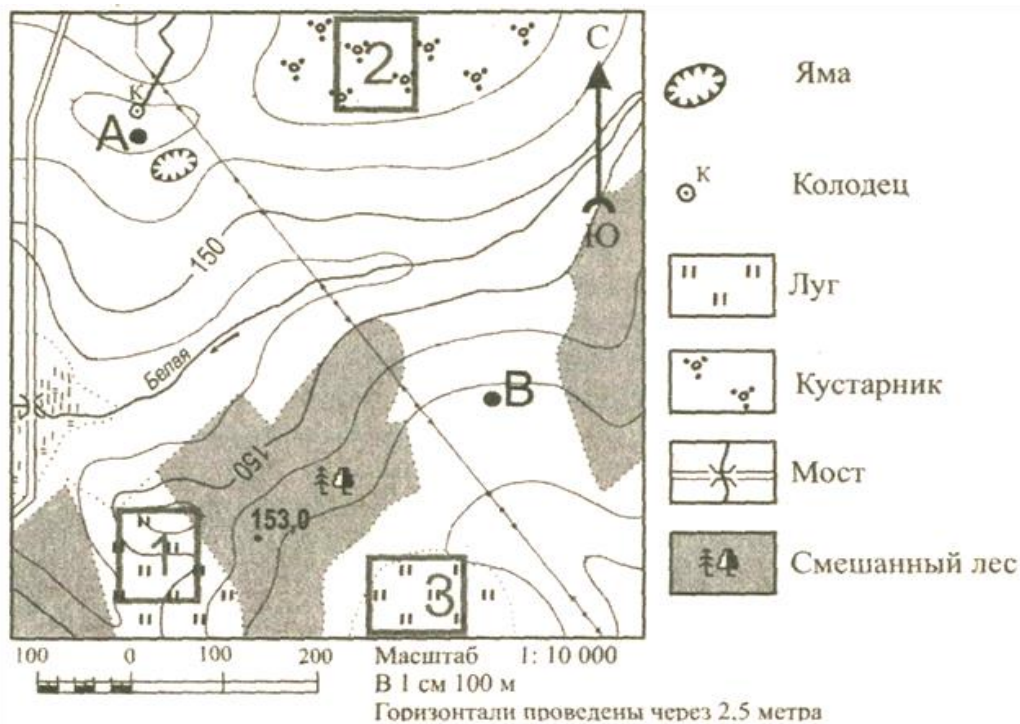 2
С
К
А
150
Ю
Белая
В
150
153,0
1
3
Яма
К
Колодец
Луг
Кустарник
Мост
Смешанный лес
100 0 100 200
Масштаб 1: 10 000
В 1 см 100 м
Горизонтали проведены через 2,5 метра